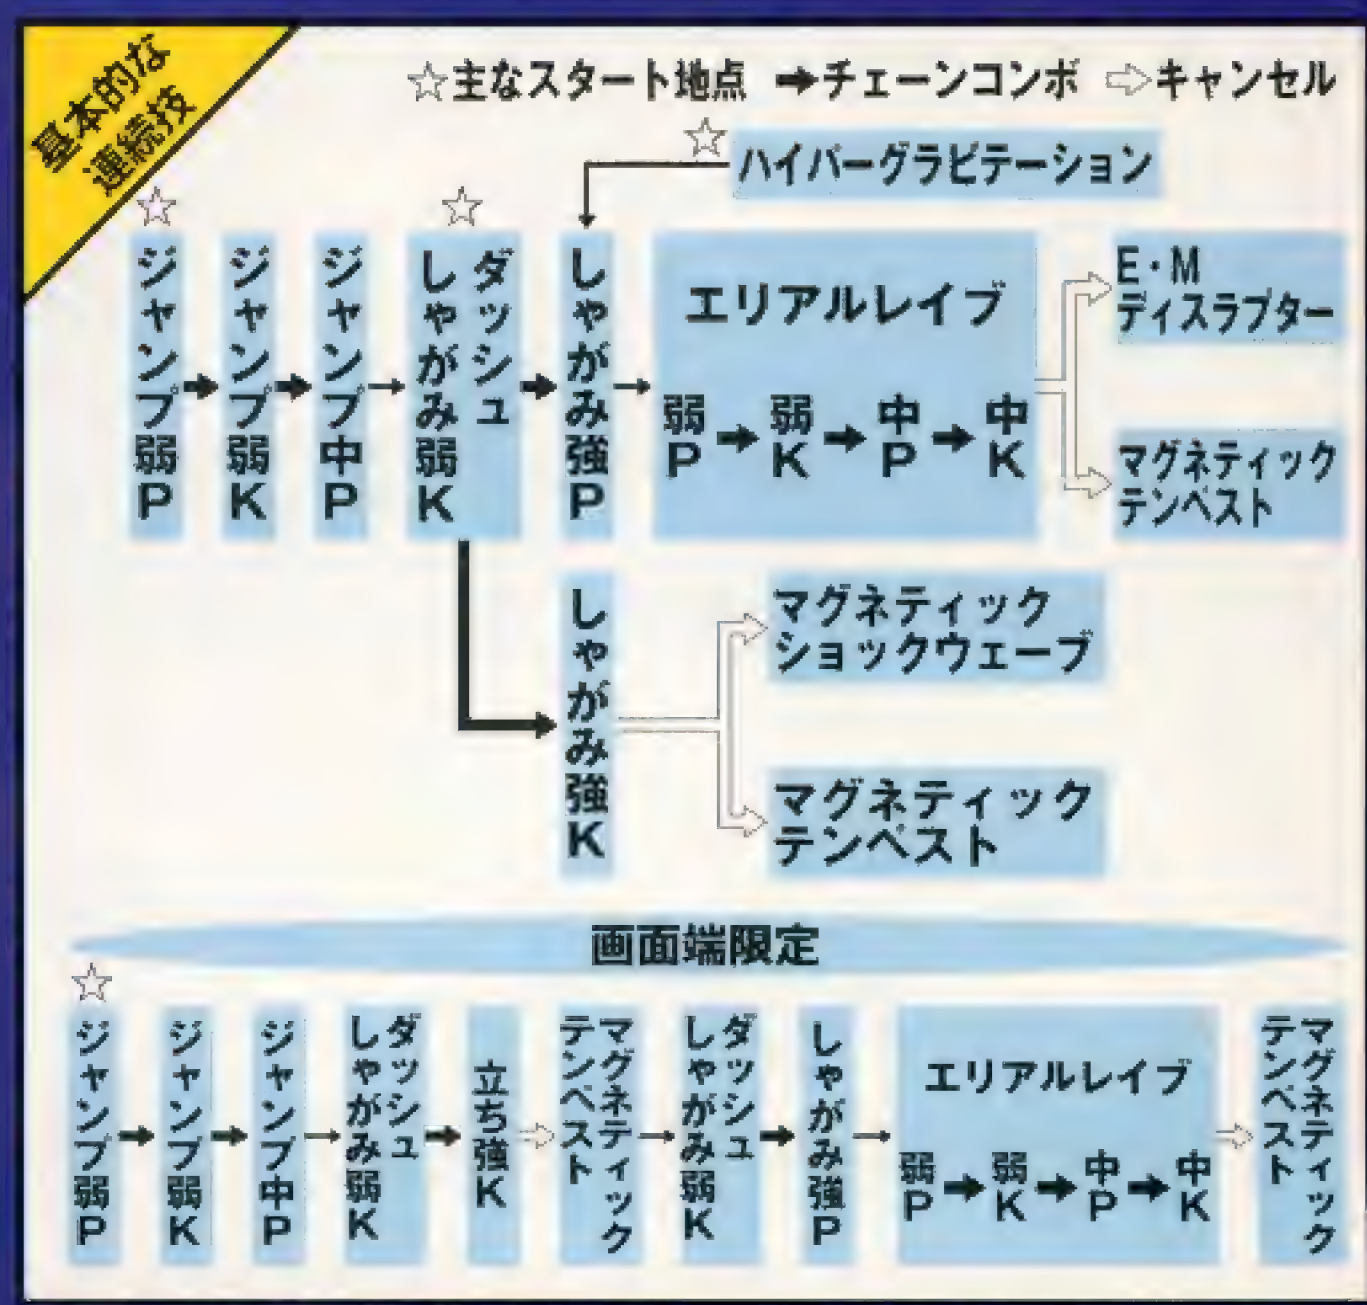 基本的な
連続技
☆主なスタート地点 ➡チェーンコンボ ⇨キャンセル
☆
ハイパーグラビテーション
☆
☆
ジャンプ弱P
➡
ジャンプ弱K
➡
ジャンプ中P
→
ダッシュ
しゃがみ弱K
➡
しゃがみ強P
→
エリアルレイブ
弱P➡弱K➡中P➡中K
E・M
ディスラプター
マグネティック
テンペスト
しゃがみ強K
マグネティック
ショックウェーブ
マグネティック
テンペスト
画面端限定
☆
ジャンプ弱P
➡
ジャンプ弱K
➡
ジャンプ中P
→
ダッシュ
しゃがみ弱K
➡
立ち強K
⇨
マグネティック
テンペスト
→
ダッシュ
しゃがみ弱K
➡
しゃがみ強P
→
エリアルレイブ
弱P➡弱K➡中P➡中K
⇨
マグネティック
テンペスト